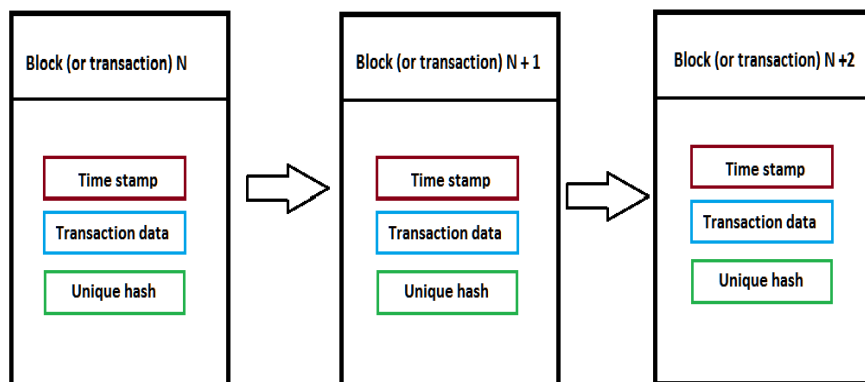 Block (or transaction) N
Block (or transaction) N + 1
Block (or transaction) N +2
Time stamp
Transaction data
Unique hash
Time stamp
Transaction data
Unique hash
Time stamp
Transaction data
Unique hash